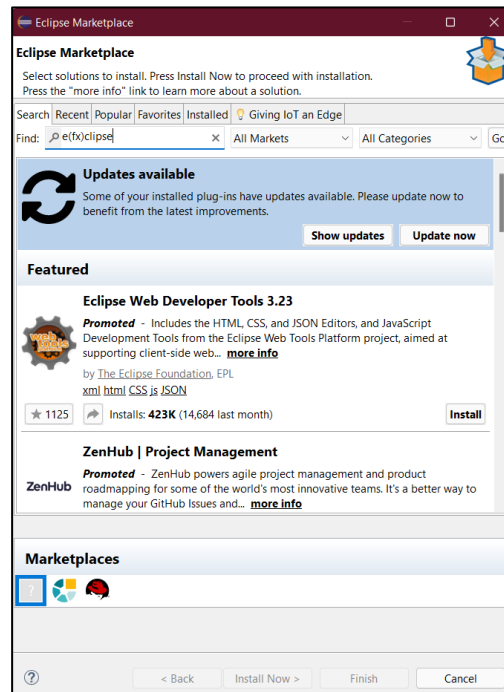 Eclipse Marketplace
Eclipse Marketplace
Select solutions to install. Press Install Now to proceed with installation.
Press the "more info" link to learn more about a solution.
Search Recent Popular Favorites Installed Giving IoT an Edge
Find: e(fx)clipse All Markets All Categories Go
Updates available
Some of your installed plug-ins have updates available. Please update now to
benefit from the latest improvements.
Show updates Update now
Featured
Eclipse Web Developer Tools 3.23
Promoted - Includes the HTML, CSS, and JSON Editors, and JavaScript
Development Tools from the Eclipse Web Tools Platform project, aimed at
supporting client-side web... more info
by The Eclipse Foundation, EPL
xml html CSS js JSON
1125 Installs: 423K (14,684 last month) Install
web
tools
ZenHub | Project Management
Promoted - ZenHub powers agile project management and product
ZenHub roadmapping for some of the world's most innovative teams. It's a better way to
manage your GitHub Issues and... more info
Marketplaces
?
? < Back Install Now > Finish Cancel